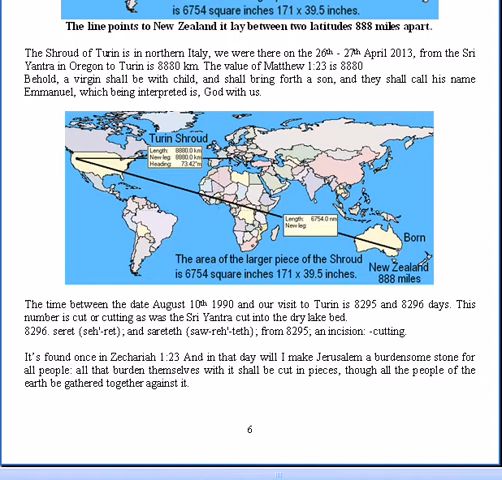 is 6754 square inches 171 x 39.5 inches.
The line points to New Zealand it lay between two latitudes 888 miles apart.
The Shroud of Turin is in northern Italy, we were there on the 26th - 27th April 2013, from the Sri
Yantra in Oregon to Turin is 8880 km. The value of Matthew 1:23 is 8880
Behold, a virgin shall be with child, and shall bring forth a son, and they shall call his name
Emmanuel, which being interpreted is, God with us.
Turin Shroud
Length: 8880.0 km
New leg: 8880.0 km
Heading: 73.42°
Length: 6754.0 nm
New leg:
Born
The area of the larger piece of the Shroud
is 6754 square inches 171 x 39.5 inches.
New Zealand
888 miles
The time between the date August 10th 1990 and our visit to Turin is 8295 and 8296 days. This
number is cut or cutting as was the Sri Yantra cut into the dry lake bed.
8296. seret (seh'-ret); and sareteth (saw-reh'-teth); from 8295; an incision: -cutting.
It's found once in Zechariah 1:23 And in that day will I make Jerusalem a burdensome stone for
all people: all that burden themselves with it shall be cut in pieces, though all the people of the
earth be gathered together against it.
6